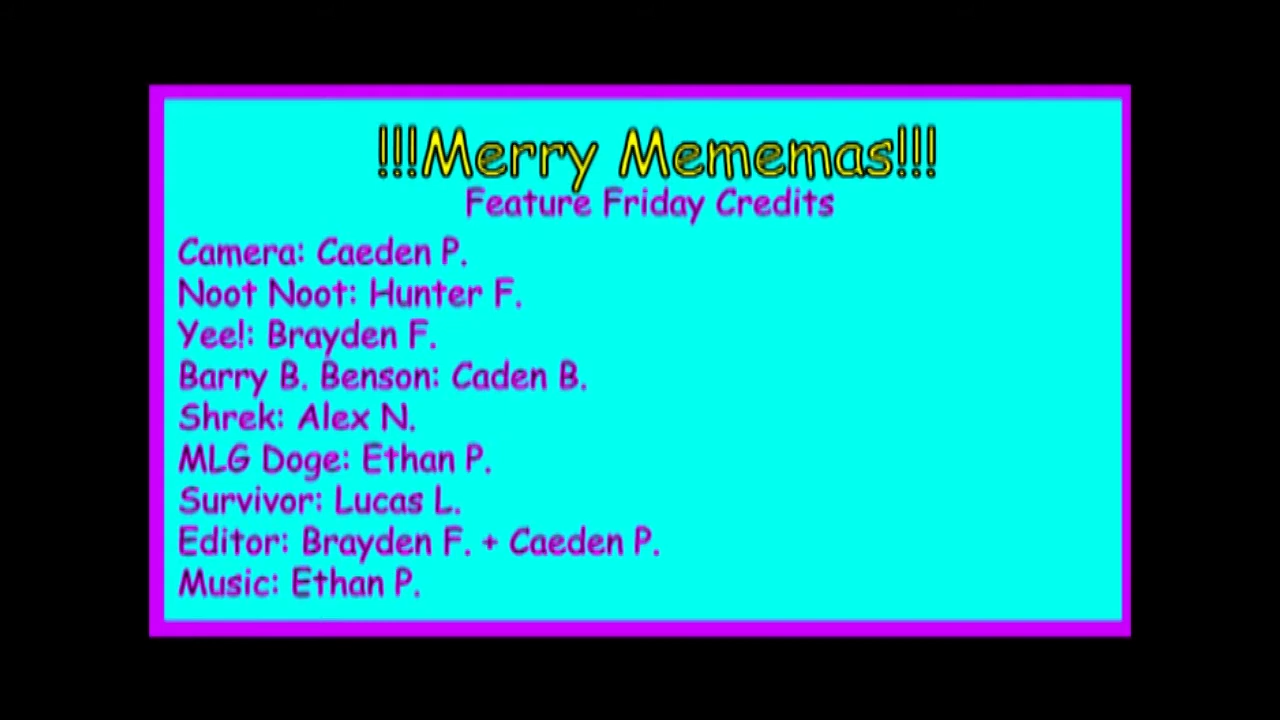 !!!Merry Mememas!!!
Feature Friday Credits
Camera: Caeden P.
Noot Noot: Hunter F.
Yee!: Brayden F.
Barry B. Benson: Caden B.
Shrek: Alex N.
MLG Doge: Ethan P.
Survivor: Lucas L.
Editor: Brayden F. + Caeden P.
Music: Ethan P.